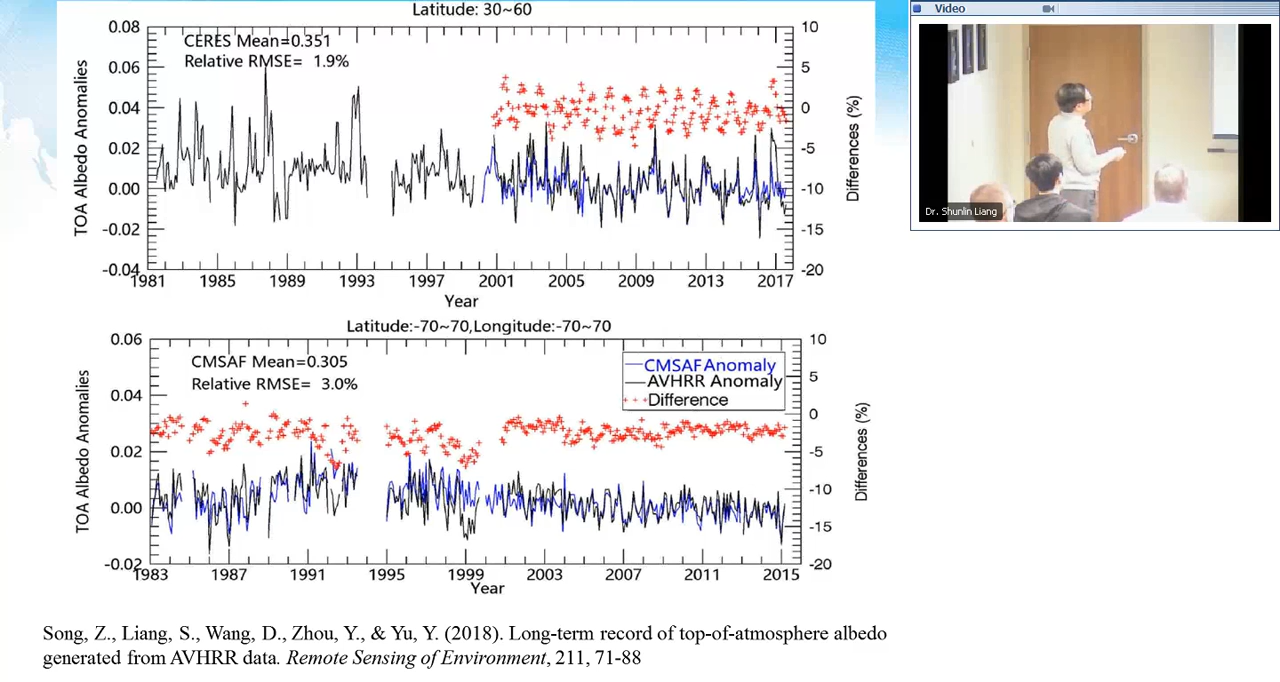 Latitude: 30~60
CERES Mean=0.351
Relative RMSE= 1.9%
TOA Albedo Anomalies
0.08
0.06
0.04
0.02
0.00
-0.02
-0.04
10
5
0
-5
-10
-15
-20
Differences (%)
1981 1985 1989 1993 1997 2001 2005 2009 2013 2017
Year
Latitude:-70~70,Longitude:-70~70
CMSAF Mean=0.305
Relative RMSE= 3.0%
CMSAF Anomaly
AVHRR Anomaly
Difference
TOA Albedo Anomalies
0.06
0.04
0.02
0.00
-0.02
10
5
0
-5
-10
-15
-20
Differences (%)
1983 1987 1991 1995 1999 2003 2007 2011 2015
Year
Song, Z., Liang, S., Wang, D., Zhou, Y., & Yu, Y. (2018). Long-term record of top-of-atmosphere albedo
generated from AVHRR data. Remote Sensing of Environment, 211, 71-88
Video
Dr. Shunlin Liang